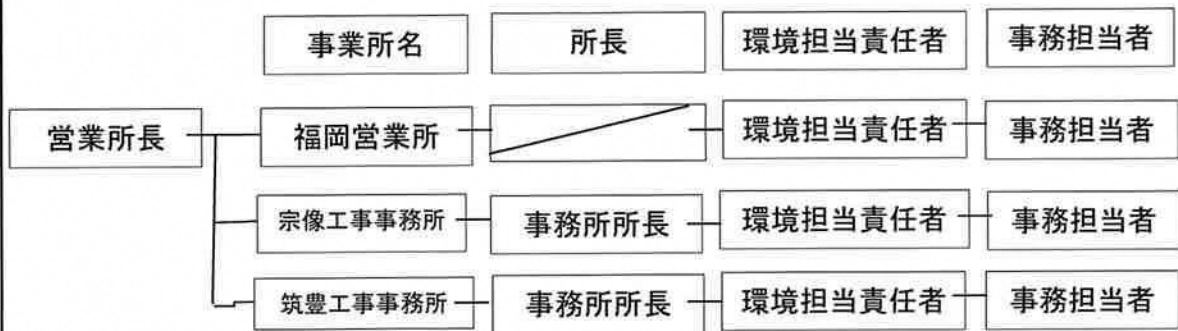 事業所名 所長 環境担当責任者 事務担当者
営業所長 福岡営業所 環境担当責任者 事務担当者
宗像工事事務所 事務所所長 環境担当責任者 事務担当者
筑豊工事事務所 事務所所長 環境担当責任者 事務担当者